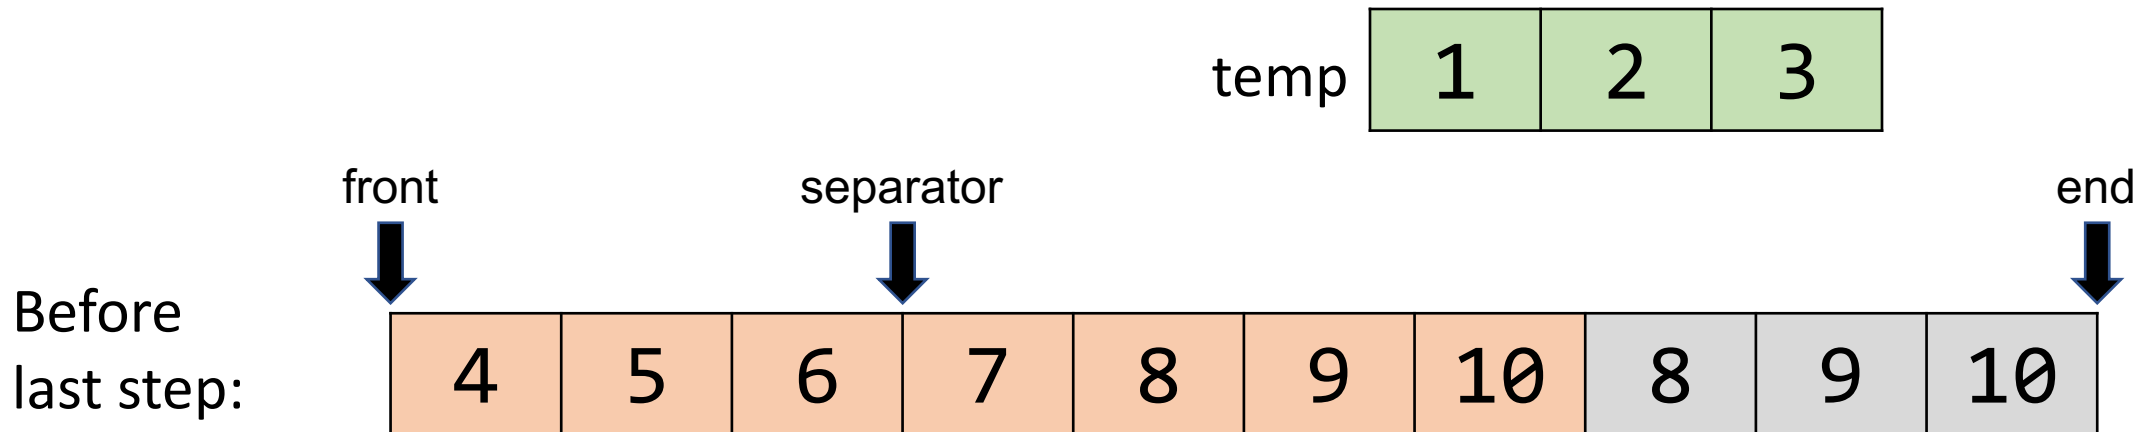 temp 1 2 3
front separator end
Before
last step:
4 5 6 7 8 9 10 8 9 10